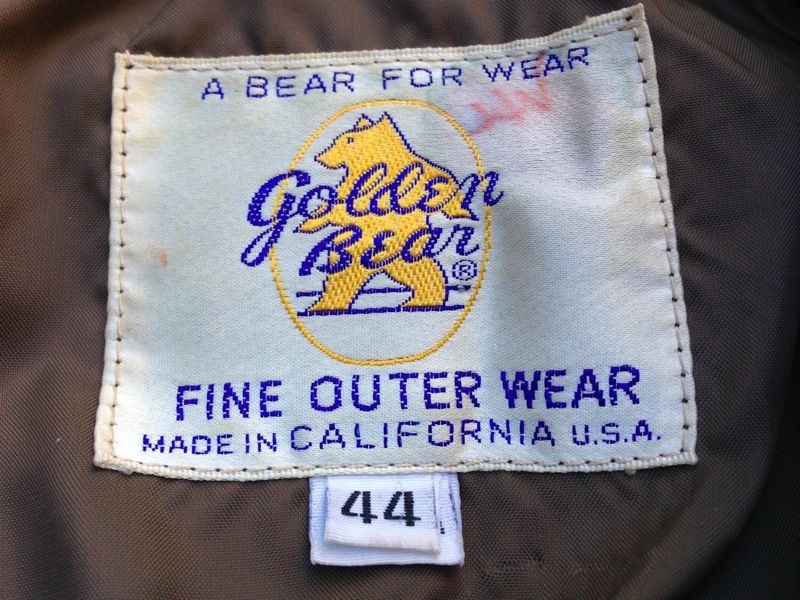 A BEAR FOR WEAR
Golden
Bear ®
FINE OUTER WEAR
MADE IN CALIFORNIA U.S.A.
44